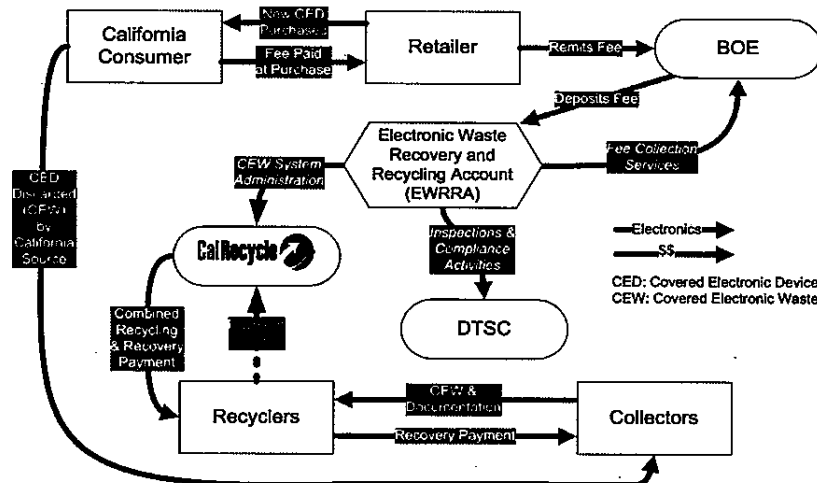 New CED
Purchased
California
Consumer
Retailer
Remits Fee
BOE
Fee Paid
at Purchase
Deposits Fee
Electronic Waste
Recovery and
Recycling Account
(EWRRA)
CEW System
Administration
Fee Collection
Services
CED
Discarded
(CEW)
by
California
Source
Inspections &
Compliance
Activities
Electronics
$$
CED: Covered Electronic Device
CEW: Covered Electronic Waste
CalRecycle
Combined
Recycling
& Recovery
Payment
DTSC
CEW &
Documentation
Recyclers
Collectors
Recovery Payment